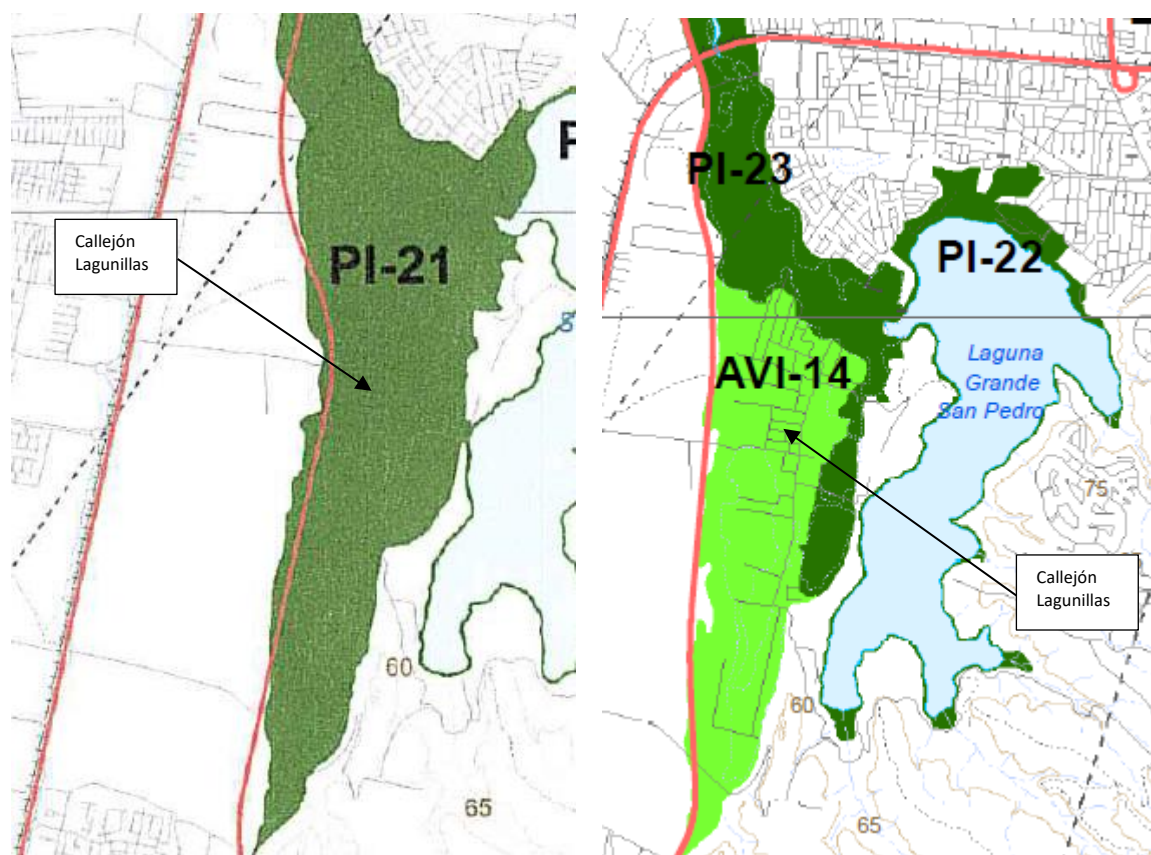 Callejón
Lagunillas
PI-21
P
60
65
PI-23
PI-22
AVI-14
Laguna
Grande
San Pedro
75
Callejón
Lagunillas
60
65